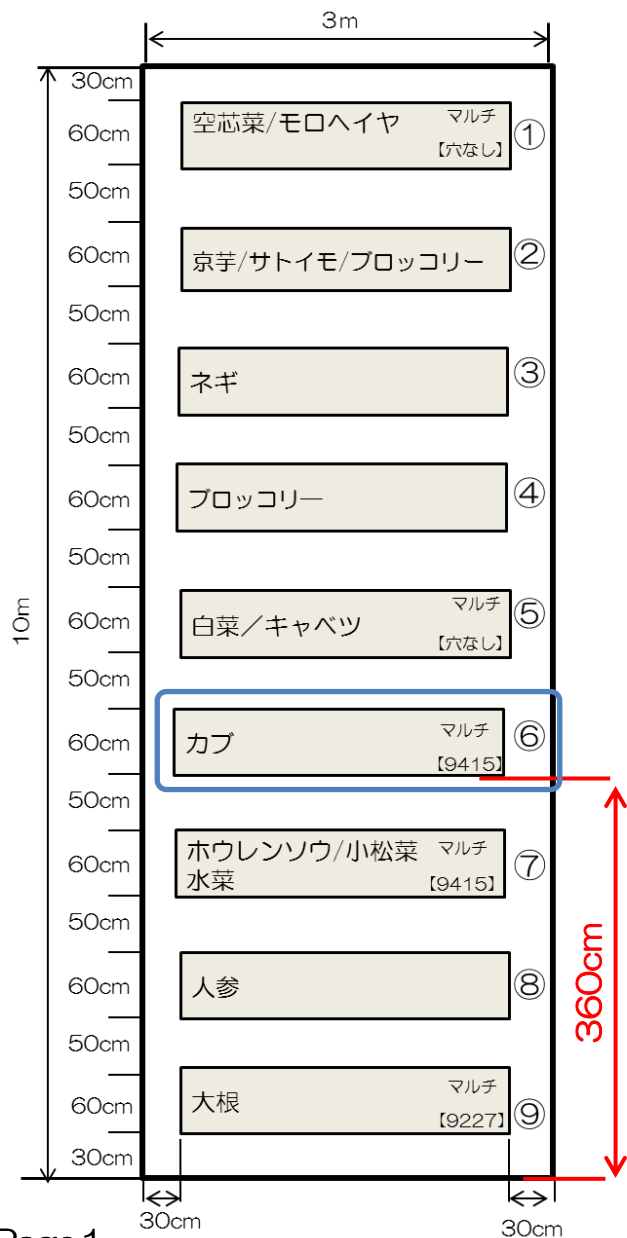 3m
30cm
60cm
空芯菜/モロヘイヤ
マルチ
【穴なし】
①
50cm
60cm
京芋/サトイモ/ブロッコリー
②
50cm
60cm
ネギ
③
50cm
60cm
ブロッコリ―
④
50cm
10m
60cm
白菜／キャベツ
マルチ
【穴なし】
⑤
50cm
60cm
カブ
マルチ
【9415】
⑥
50cm
60cm
ホウレンソウ/小松菜
水菜
マルチ
【9415】
⑦
50cm
360cm
60cm
人参
⑧
50cm
60cm
大根
マルチ
【9227】
⑨
30cm
30cm
30cm